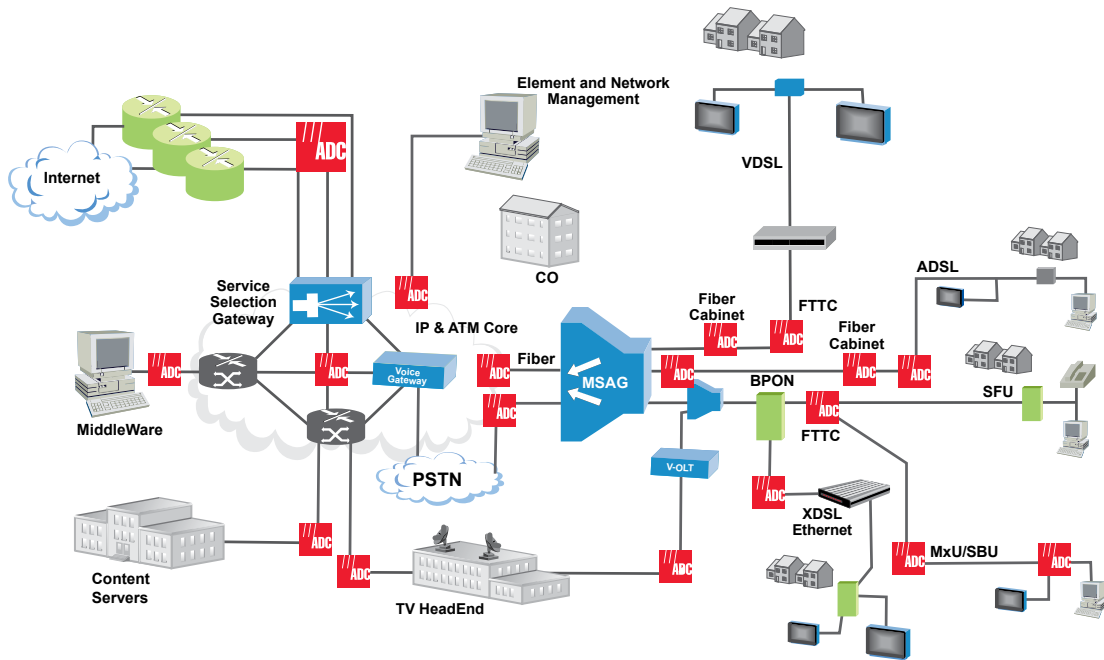 Element and Network
Management
ADC
Internet
VDSL
CO
Service
Selection
Gateway
ADC
IP & ATM Core
Fiber
Cabinet
FTTC
ADSL
Fiber
Cabinet
ADC
ADC
ADC
ADC
ADC
ADC
ADC
ADC
Fiber
MSAG
Voice
Gateway
MiddleWare
BPON
SFU
ADC
ADC
FTTC
PSTN
V-OLT
ADC
XDSL
Ethernet
ADC
ADC
ADC
ADC
MxU/SBU
ADC
ADC
Content
Servers
TV HeadEnd